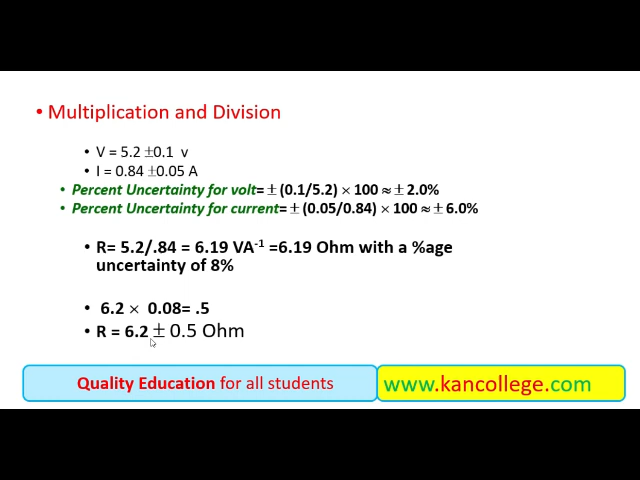 • Multiplication and Division
• V = 5.2 ±0.1 v
• I = 0.84 ±0.05 A
• Percent Uncertainty for volt= ± (0.1/5.2) × 100 ≈ ± 2.0%
• Percent Uncertainty for current= ± (0.05/0.84) × 100 ≈ ± 6.0%
• R= 5.2/.84 = 6.19 VA⁻¹ =6.19 Ohm with a %age
uncertainty of 8%
• 6.2 × 0.08= .5
• R = 6.2 ± 0.5 Ohm
Quality Education for all students
www.kancollege.com